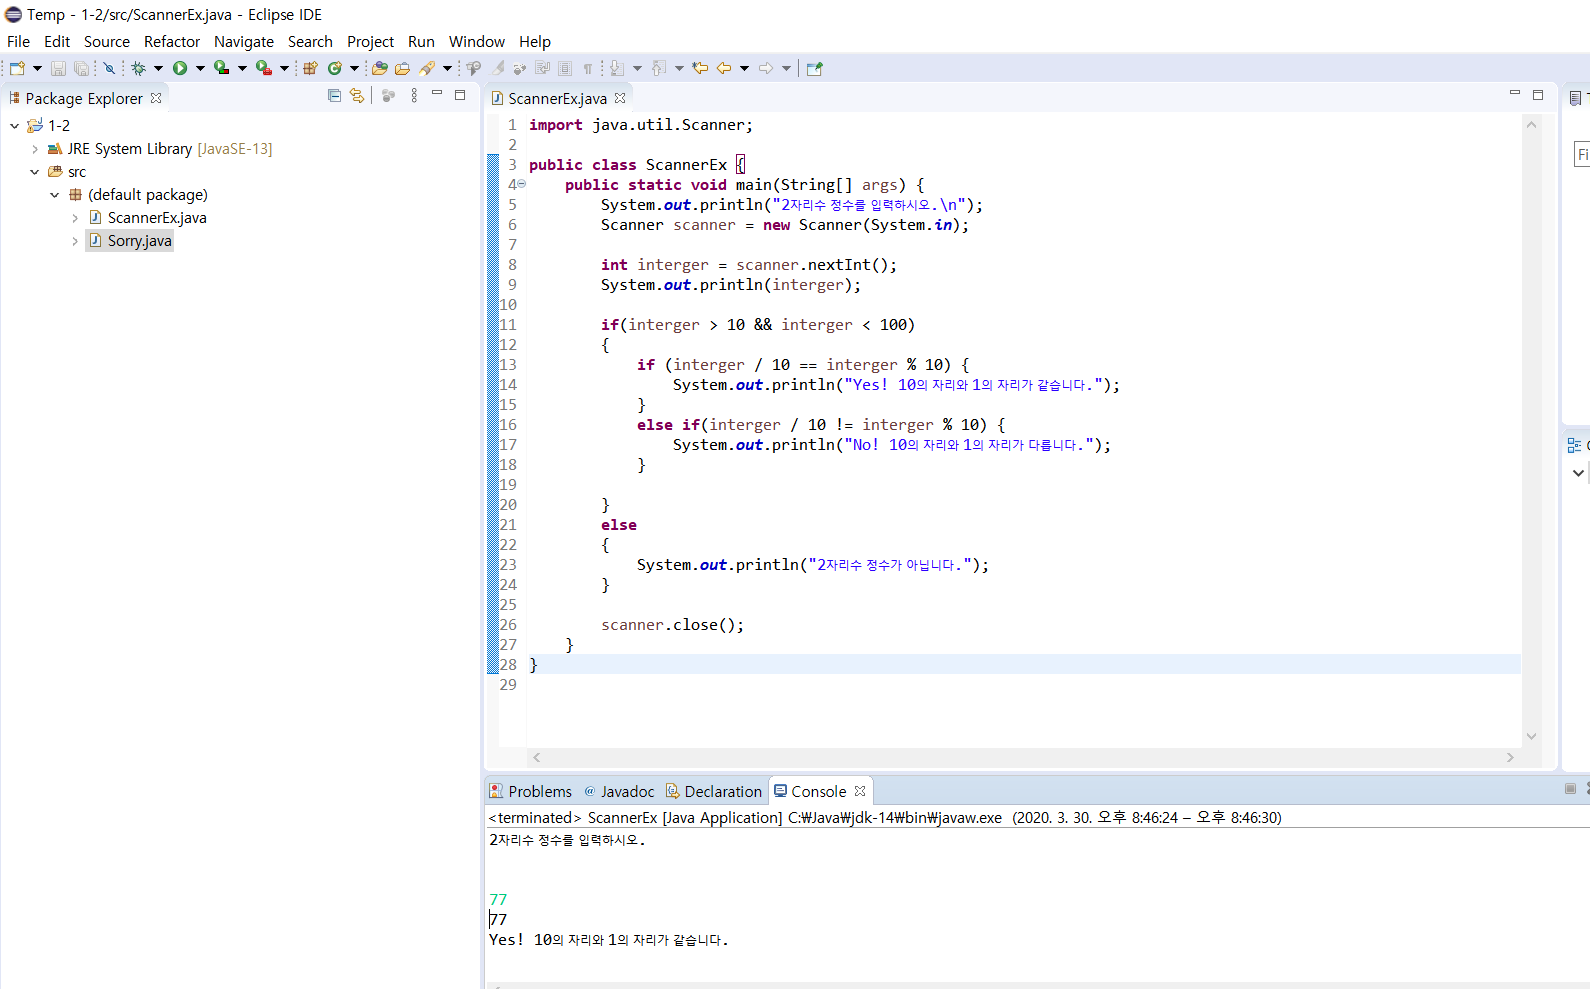 Temp - 1-2/src/ScannerEx.java - Eclipse IDE
File Edit Source Refactor Navigate Search Project Run Window Help
Package Explorer
1-2
JRE System Library [JavaSE-13]
src
(default package)
ScannerEx.java
Sorry.java
ScannerEx.java
1 import java.util.Scanner;
2
3 public class ScannerEx {
4 public static void main(String[] args) {
5 System.out.println("2자리수 정수를 입력하시오.\n");
6 Scanner scanner = new Scanner(System.in);
7
8 int interger = scanner.nextInt();
9 System.out.println(interger);
10
11 if(interger > 10 && interger < 100)
12 {
13 if (interger / 10 == interger % 10) {
14 System.out.println("Yes! 10의 자리와 1의 자리가 같습니다.");
15 }
16 else if(interger / 10 != interger % 10) {
17 System.out.println("No! 10의 자리와 1의 자리가 다릅니다.");
18 }
19
20 }
21 else
22 {
23 System.out.println("2자리수 정수가 아닙니다.");
24 }
25
26 scanner.close();
27 }
28 }
29
Fi
Problems @ Javadoc Declaration Console
<terminated> ScannerEx [Java Application] C:₩Java₩jdk-14₩bin₩javaw.exe (2020. 3. 30. 오후 8:46:24 – 오후 8:46:30)
2자리수 정수를 입력하시오.
77
77
Yes! 10의 자리와 1의 자리가 같습니다.